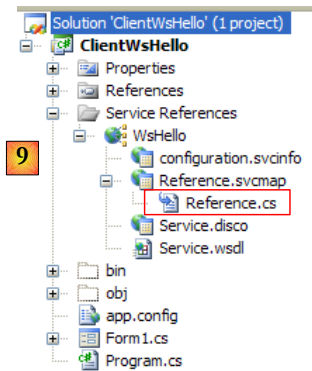 Solution 'ClientWsHello' (1 project)
ClientWsHello
Properties
References
Service References
WsHello
9
configuration.svcinfo
Reference.svcmap
Reference.cs
Service.disco
Service.wsdl
bin
obj
app.config
Form1.cs
Program.cs